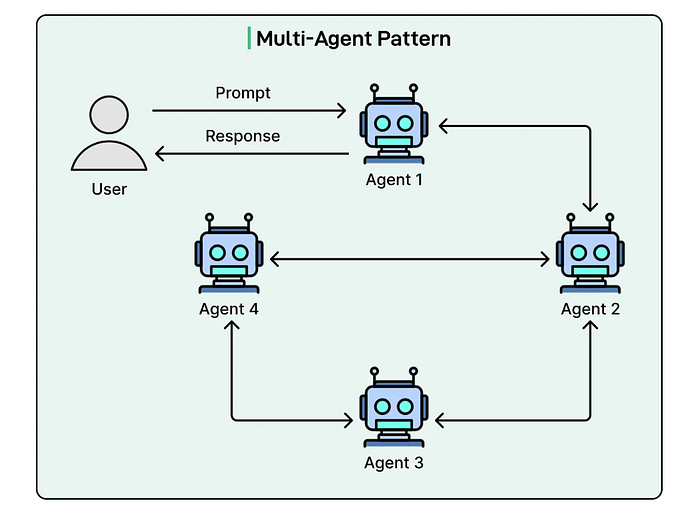 Multi-Agent Pattern
Prompt
Response
User
Agent 1
Agent 4
Agent 2
Agent 3